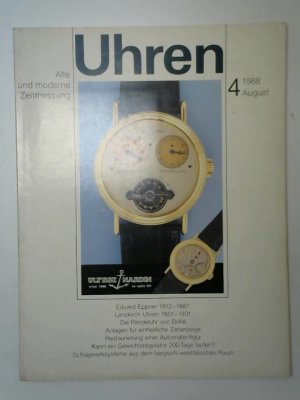 Uhren
Alte
und moderne
Zeitmessung
4 1988
August
ULYSSE NARDIN
Eduard Eppner 1812–1887
Lenzkirch-Uhren 1851–1931
Die Pendeluhr von Brillié
Anlagen für einheitliche Zeitanzeige
Restaurierung einer Automatenfigur
Kann ein Gewichtsregulator 300 Tage laufen?
Schlagwerksysteme aus dem bergisch-westfälischen Raum